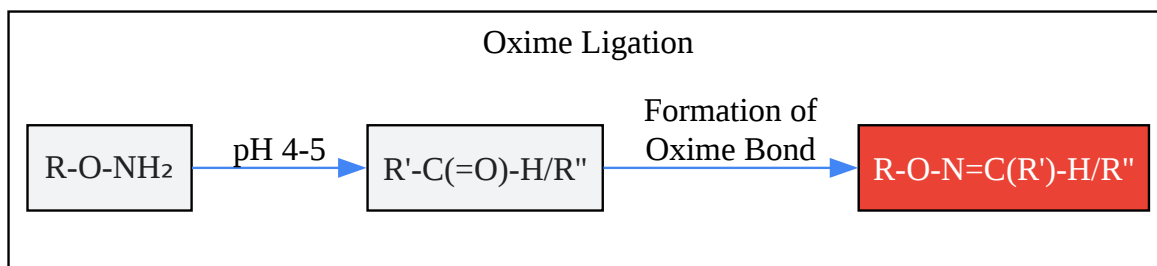 Oxime Ligation
R-O-NH₂
pH 4-5
R'-C(=O)-H/R"
Formation of
Oxime Bond
R-O-N=C(R')-H/R"